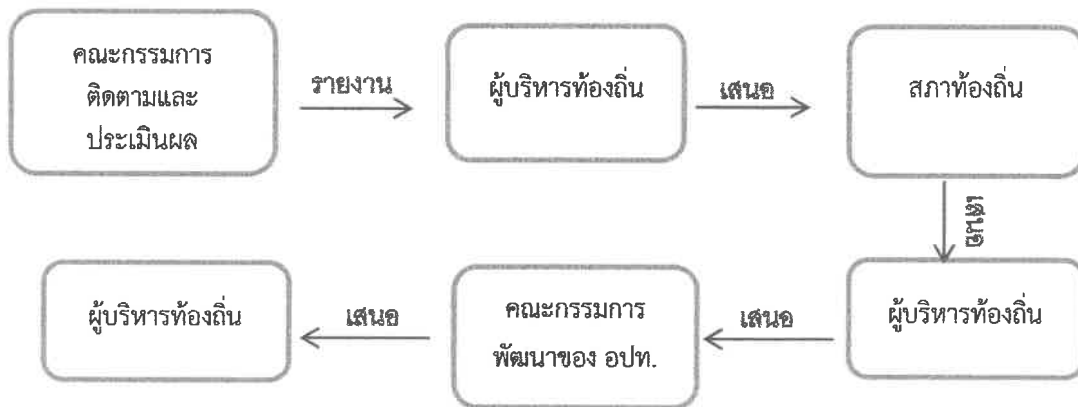 คณะกรรมการ
ติดตามและ
ประเมินผล
รายงาน
ผู้บริหารท้องถิ่น
เสนอ
สภาท้องถิ่น
เสนอ
ผู้บริหารท้องถิ่น
เสนอ
คณะกรรมการ
พัฒนาของ อปท.
เสนอ
ผู้บริหารท้องถิ่น